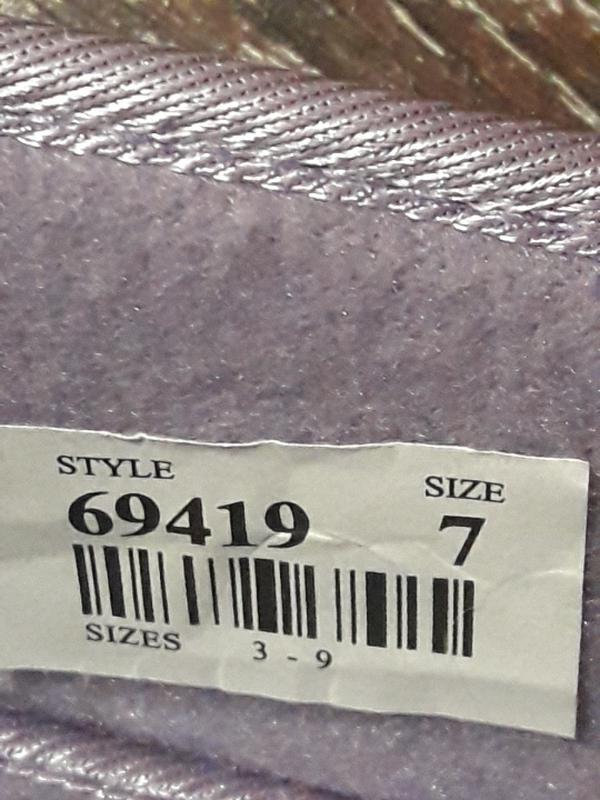 STYLE SIZE
69419 7
SIZES 3 - 9